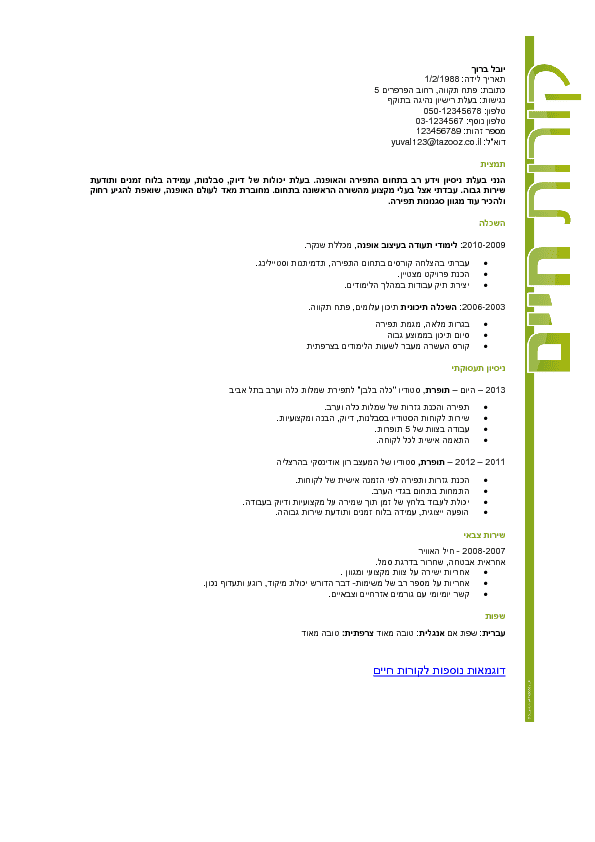 קורות חיים
יובל ברוך
תאריך לידה: 1/2/1988
כתובת: פתח תקווה, רחוב הפרפרים 5
נגישות: בעלת רישיון נהיגה בתוקף
טלפון: 050-12345678
טלפון נוסף: 03-1234567
מספר זהות: 123456789
דוא"ל: yuval123@tazooz.co.il
תמצית
הנני בעלת ניסיון וידע רב בתחום התפירה והאופנה. בעלת יכולות של דיוק, סבלנות, עמידה בלוח זמנים ותודעת
שירות גבוה. עבדתי אצל בעלי מקצוע מהשורה הראשונה בתחום. מחוברת מאד לעולם האופנה, שואפת להגיע רחוק
ולהכיר עוד מגוון סגנונות תפירה.
השכלה
2010-2009: לימודי תעודה בעיצוב אופנה, מכללת שנקר.
• עברתי בהצלחה קורסים בתחום התפירה, תדמיתנות וסטיילינג.
• הכנת פרויקט מצטיין.
• יצירת תיק עבודות במהלך הלימודים.
2006-2003: השכלה תיכונית תיכון עלומים, פתח תקווה.
• בגרות מלאה, מגמת תפירה
• סיום תיכון בממוצע גבוה
• קורס העשרה מעבר לשעות הלימודים בצרפתית
ניסיון תעסוקתי
2013 – היום – תופרת, סטודיו "כלה בלבן" לתפירת שמלות כלה וערב בתל אביב
• תפירה והכנת גזרות של שמלות כלה וערב.
• שירות לקוחות הסטודיו בסבלנות, דיוק, הבנה ומקצועיות.
• עבודה בצוות של 5 תופרות.
• התאמה אישית לכל לקוחה.
2011 – 2012 – תופרת, סטודיו של המעצב רון אודינסקי בהרצליה
• הכנת גזרות ותפירה לפי הזמנה אישית של לקוחות.
• התמחות בתחום בגדי הערב.
• יכולת לעבוד בלחץ של זמן תוך שמירה על מקצועיות ודיוק בעבודה.
• הופעה ייצוגית, עמידה בלוח זמנים ותודעת שירות גבוהה.
שירות צבאי
2008-2007 - חיל האוויר
אחראית אבטחה, שחרור בדרגת סמל.
• אחריות ישירה על צוות מקצועי ומגוון .
• אחריות על מספר רב של משימות- דבר הדורש יכולת מיקוד, רוגע ותעדוף נכון.
• קשר יומיומי עם גורמים אזרחיים וצבאיים.
שפות
עברית: שפת אם אנגלית: טובה מאוד צרפתית: טובה מאוד
דוגמאות נוספות לקורות חיים